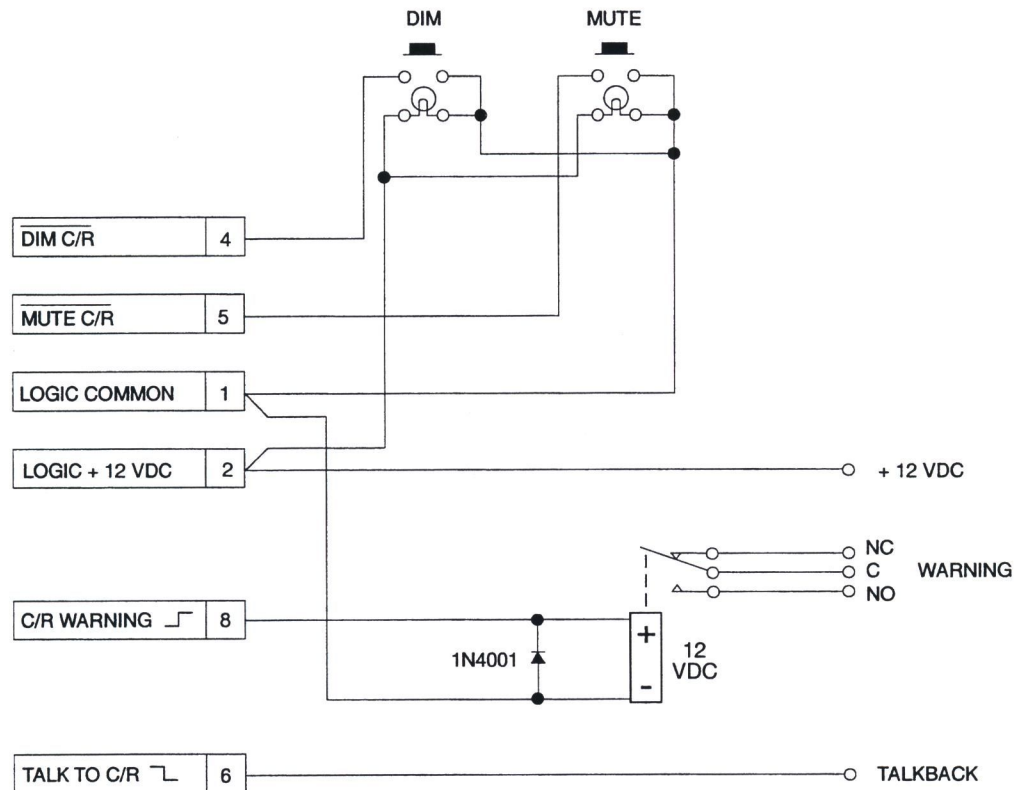 DIM MUTE
DIM C/R 4
MUTE C/R 5
LOGIC COMMON 1
LOGIC + 12 VDC 2
+ 12 VDC
NC
C WARNING
NO
C/R WARNING 8
+
12
VDC
1N4001
-
TALK TO C/R 6
TALKBACK